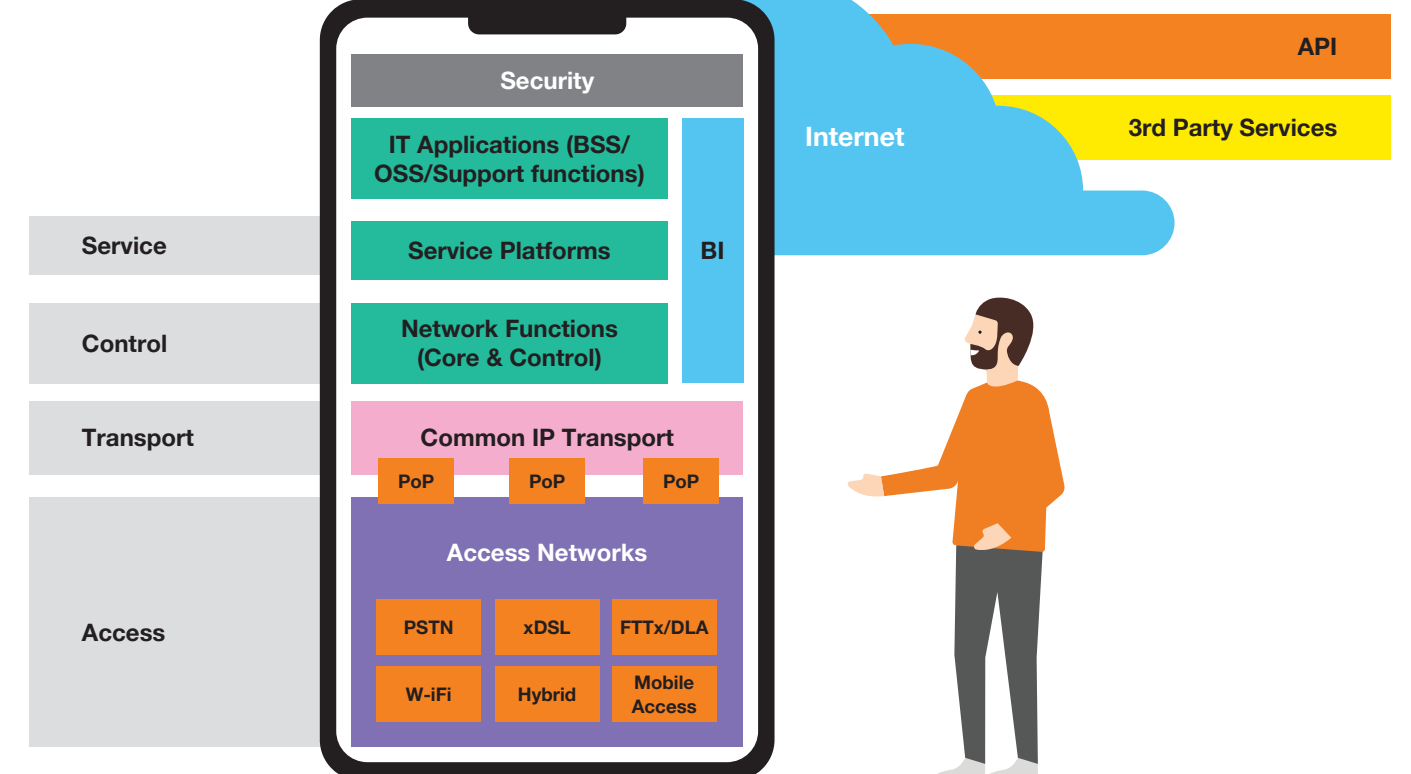 API
Security
3rd Party Services
Internet
IT Applications (BSS/
OSS/Support functions)
Service
Service Platforms
BI
Control
Network Functions
(Core & Control)
Transport
Common IP Transport
PoP
PoP
PoP
Access Networks
Access
PSTN
xDSL
FTTx/DLA
W-iFi
Hybrid
Mobile
Access